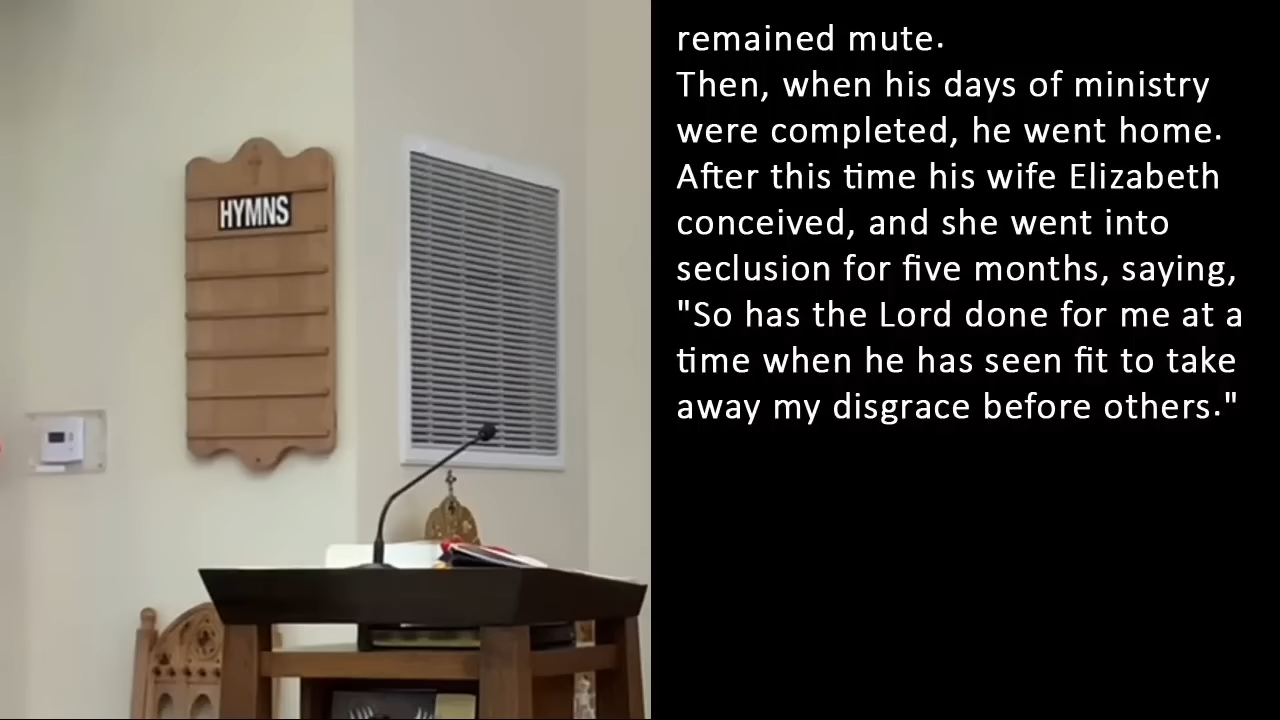 HYMNS
remained mute.
Then, when his days of ministry
were completed, he went home.
After this time his wife Elizabeth
conceived, and she went into
seclusion for five months, saying,
"So has the Lord done for me at a
time when he has seen fit to take
away my disgrace before others."